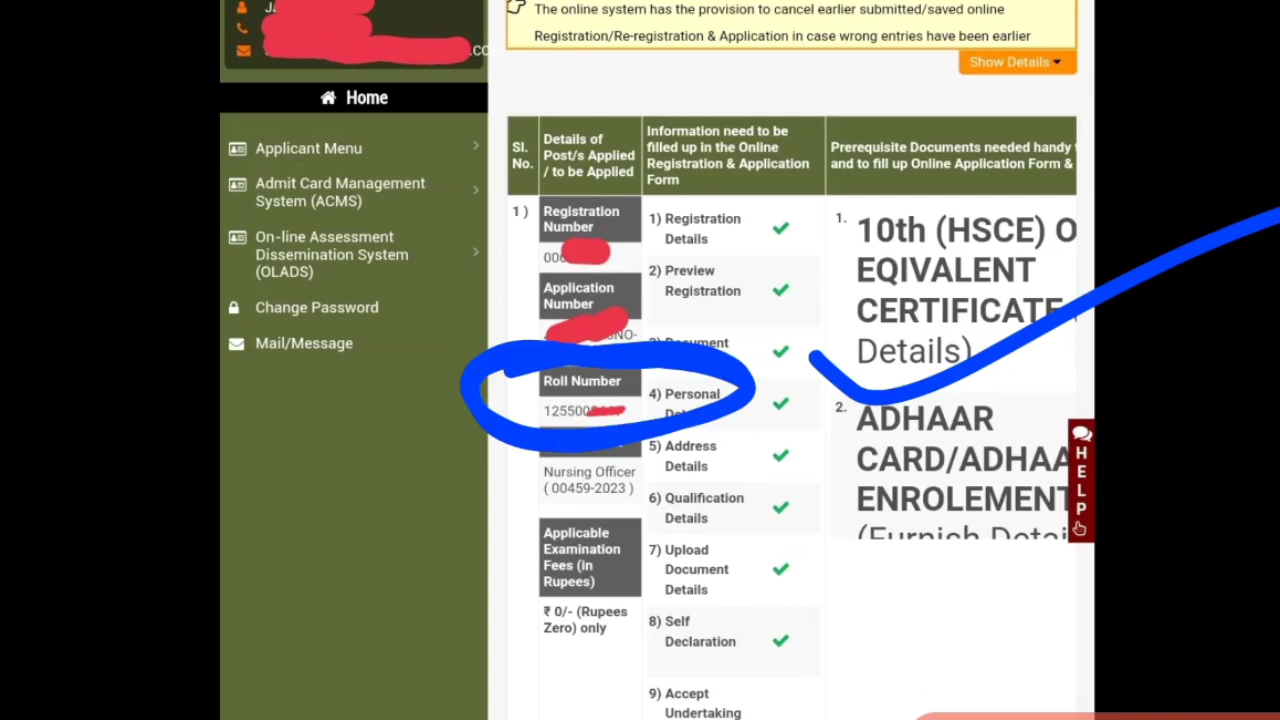 The online system has the provision to cancel earlier submitted/saved online
Registration/Re-registration & Application in case wrong entries have been earlier
Show Details
Home
Applicant Menu
Admit Card Management
System (ACMS)
On-line Assessment
Dissemination System
(OLADS)
Change Password
Mail/Message
Sl.
No.
Details of
Post/s Applied
/ to be Applied
Information need to be
filled up in the Online
Registration & Application
Form
Prerequisite Documents needed handy
and to fill up Online Application Form &
1 )
Registration
Number
Application
Number
Roll Number
Nursing Officer
( 00459-2023 )
Applicable
Examination
Fees (in
Rupees)
₹ 0/- (Rupees
Zero) only
1) Registration
Details
2) Preview
Registration
Document
4) Personal
5) Address
Details
6) Qualification
Details
7) Upload
Document
Details
8) Self
Declaration
9) Accept
Undertaking
1.
10th (HSCE) O
EQIVALENT
CERTIFICATE
Details)
2.
ADHAAR
CARD/ADHAA
ENROLEMENT
(Furnish Detai
HELP